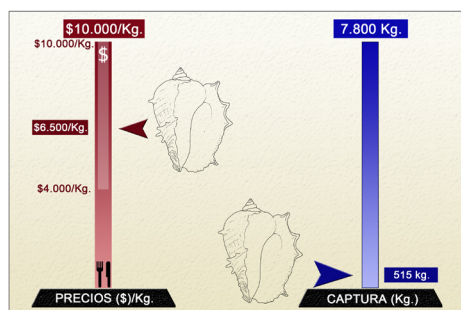 $10.000/Kg.
$10.000/Kg.
$
$6.500/Kg.
$4.000/Kg.
PRECIOS ($)/Kg.
7.800 Kg.
515 kg.
CAPTURA (Kg.)